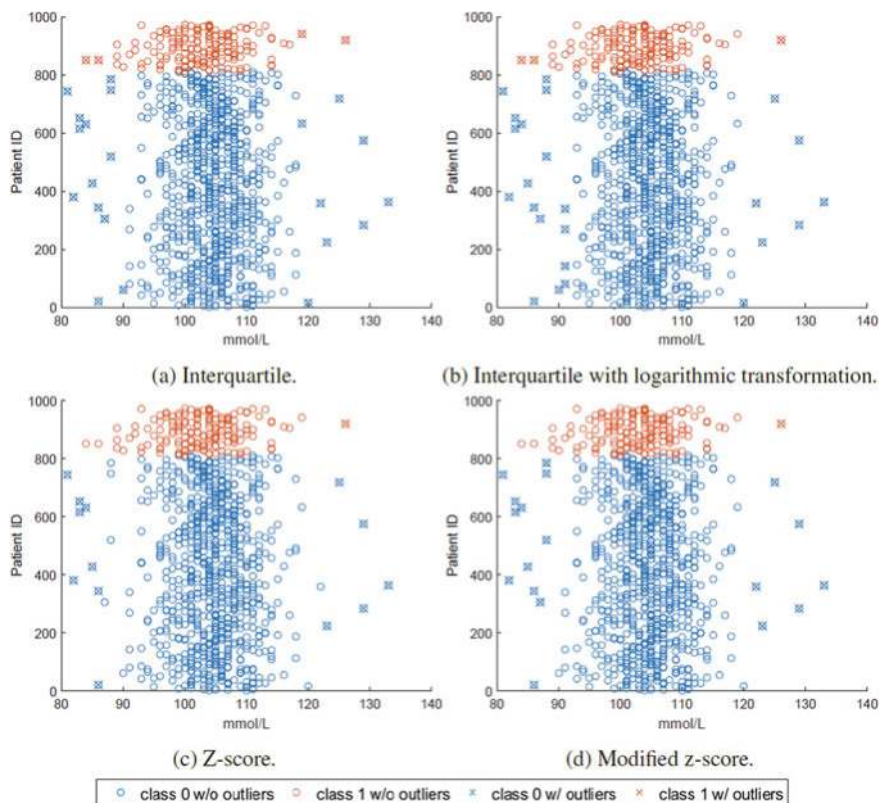 1000
800
600
400
200
0
Patient ID
80 90 100 110 120 130 140
mmol/L
(a) Interquartile.
1000
800
600
400
200
0
Patient ID
80 90 100 110 120 130 140
mmol/L
(b) Interquartile with logarithmic transformation.
1000
800
600
400
200
0
Patient ID
80 90 100 110 120 130 140
mmol/L
(c) Z-score.
1000
800
600
400
200
0
Patient ID
80 90 100 110 120 130 140
mmol/L
(d) Modified z-score.
class 0 w/o outliers class 1 w/o outliers class 0 w/ outliers class 1 w/ outliers